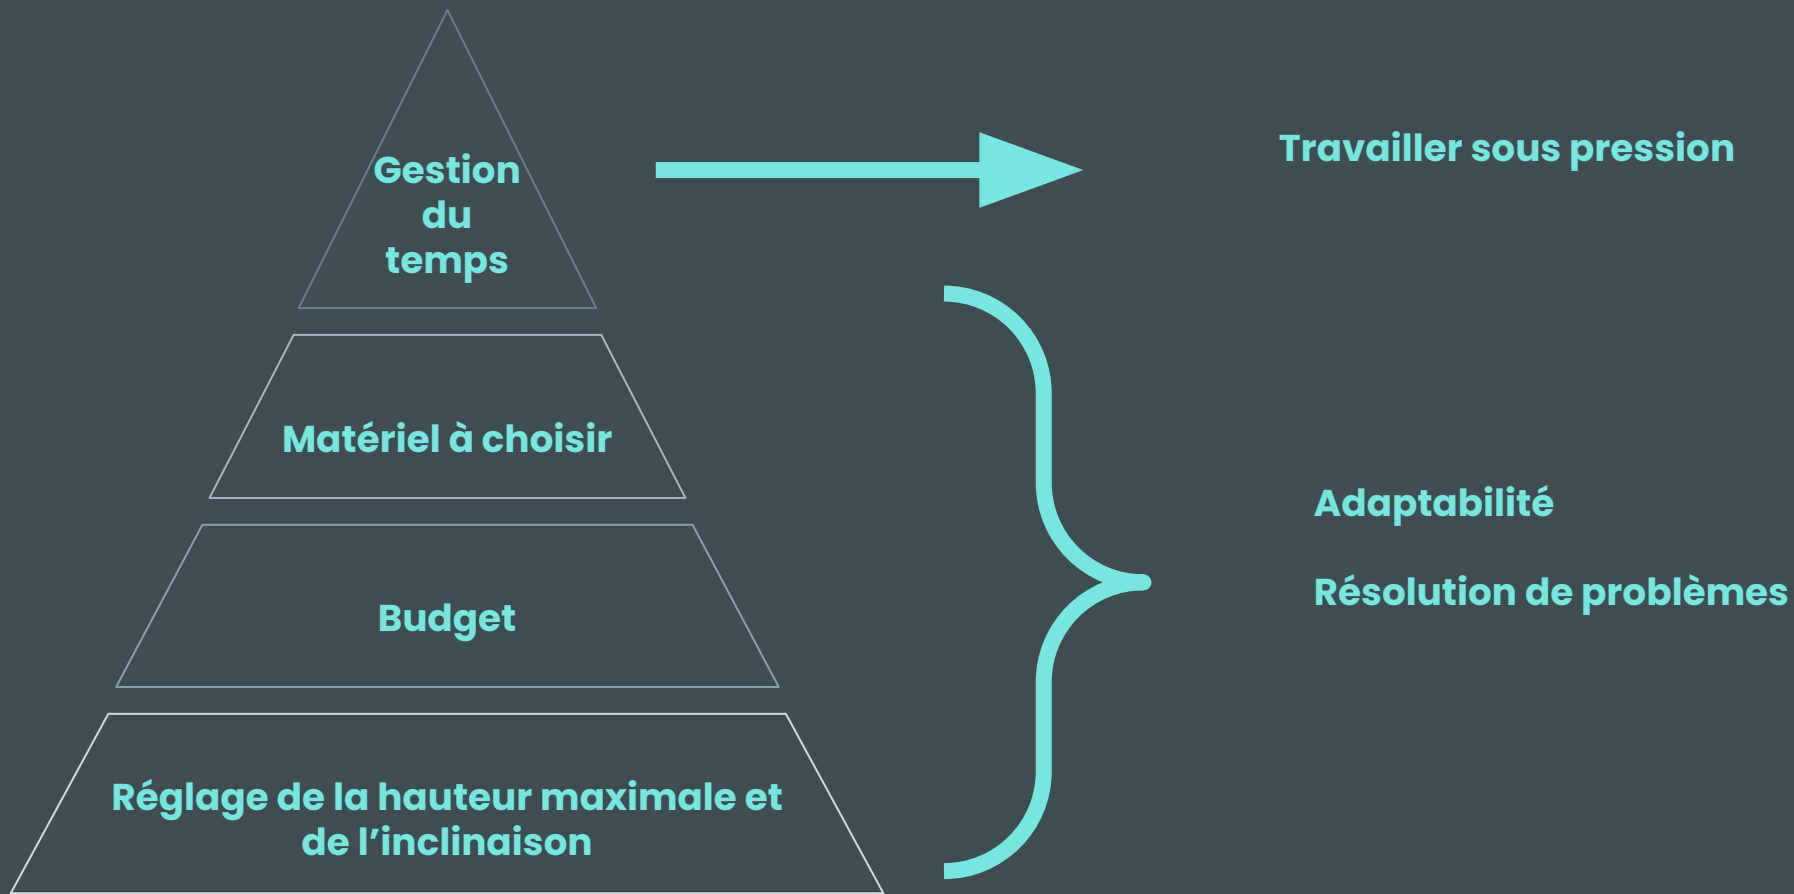 Gestion
du
temps
Travailler sous pression
Matériel à choisir
Adaptabilité
Résolution de problèmes
Budget
Réglage de la hauteur maximale et
de l’inclinaison